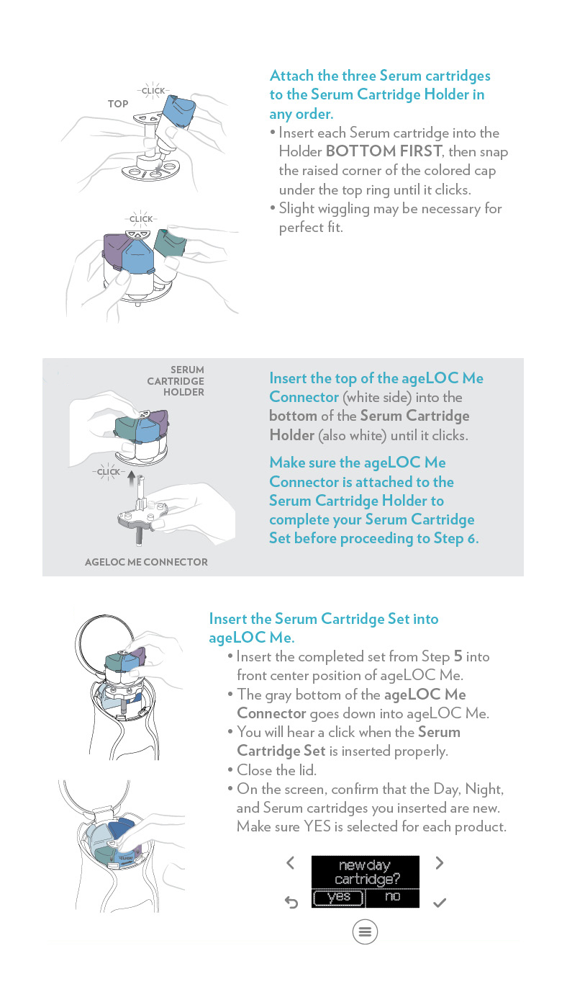 CLICK
TOP
Attach the three Serum cartridges
to the Serum Cartridge Holder in
any order.
• Insert each Serum cartridge into the
Holder BOTTOM FIRST, then snap
the raised corner of the colored cap
under the top ring until it clicks.
• Slight wiggling may be necessary for
perfect fit.
CLICK
SERUM
CARTRIDGE
HOLDER
CLICK
AGELOC ME CONNECTOR
Insert the top of the ageLOC Me
Connector (white side) into the
bottom of the Serum Cartridge
Holder (also white) until it clicks.
Make sure the ageLOC Me
Connector is attached to the
Serum Cartridge Holder to
complete your Serum Cartridge
Set before proceeding to Step 6.
Insert the Serum Cartridge Set into
ageLOC Me.
• Insert the completed set from Step 5 into
front center position of ageLOC Me.
• The gray bottom of the ageLOC Me
Connector goes down into ageLOC Me.
• You will hear a click when the Serum
Cartridge Set is inserted properly.
• Close the lid.
• On the screen, confirm that the Day, Night,
and Serum cartridges you inserted are new.
Make sure YES is selected for each product.
CLICK
new day
cartridge?
yes no